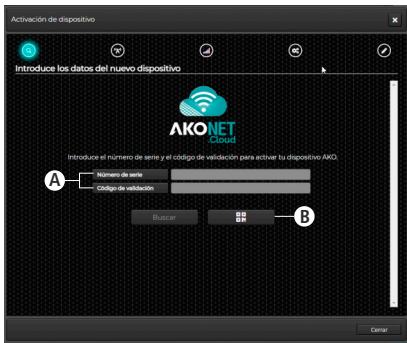 Activación de dispositivo
Introduce los datos del nuevo dispositivo
AKONET
.Cloud
Introduce el número de serie y el código de validación para activar tu dispositivo AKO.
A
Número de serie
Código de validación
Buscar
B
Cerrar